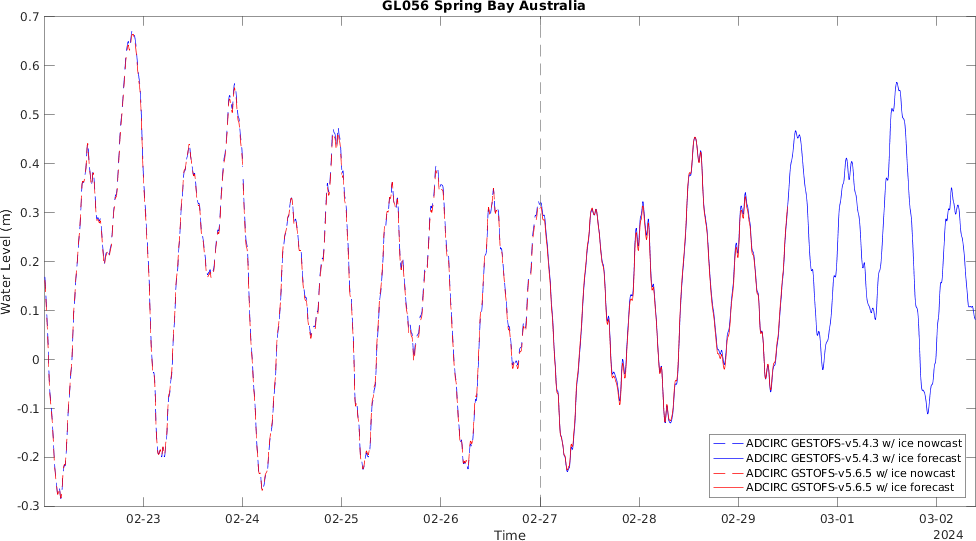 GL056 Spring Bay Australia
0.7
0.6
0.5
0.4
0.3
0.2
0.1
0
-0.1
-0.2
-0.3
Water Level (m)
02-23 02-24 02-25 02-26 02-27 02-28 02-29 03-01 03-02
Time 2024
ADCIRC GESTOFS-v5.4.3 w/ ice nowcast
ADCIRC GESTOFS-v5.4.3 w/ ice forecast
ADCIRC GSTOFS-v5.6.5 w/ ice nowcast
ADCIRC GSTOFS-v5.6.5 w/ ice forecast